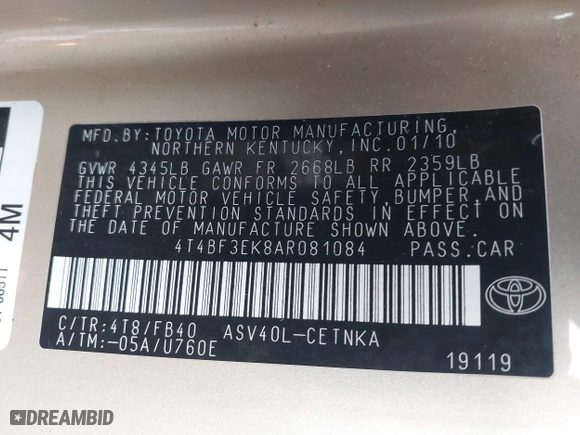 MFD.BY:TOYOTA MOTOR MANUFACTURING,
NORTHERN KENTUCKY,INC.01/10
GVWR 4345LB GAWR FR 2668LB RR 2359LB
THIS VEHICLE CONFORMS TO ALL APPLICABLE
FEDERAL MOTOR VEHICLE SAFETY,BUMPER,AND
THEFT PREVENTION STANDARDS IN EFFECT ON
THE DATE OF MANUFACTURE SHOWN ABOVE.
4T4BF3EK8AR081084 PASS.CAR
C/TR:4T8/FB40 ASV40L-CETNKA
A/TM:-05A/U760E
19119
4M
DREAMBID